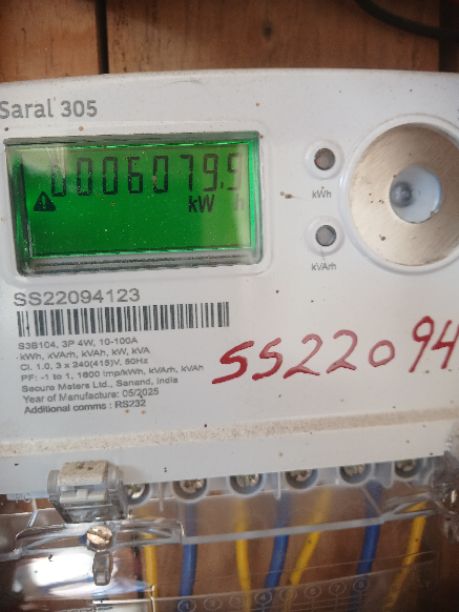 Saral 305
0006079.5
kW h
kWh
kVArh
SS22094123
S3B104, 3P 4W, 10-100A
kWh, kVArh, kVAh, kW, kVA
Cl. 1.0, 3 x 240(415)V, 50Hz
PF: -1 to 1, 1600 imp/kWh, kVArh, kVAh
Secure Meters Ltd., Sanand, India
Year of Manufacture: 05/2025
Additional comms : RS232
SS22094